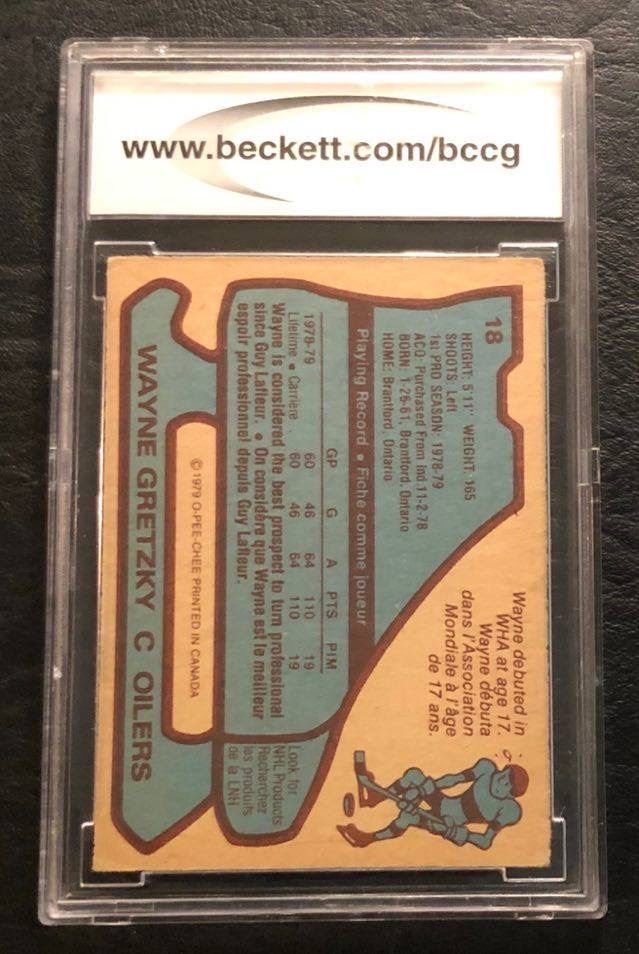 www.beckett.com/bccg
18
HEIGHT: 5'11" WEIGHT: 165
SHOOTS: Left
1st PRO SEASON: 1978-79
ACQ: Purchased From Ind. 11-2-78
BORN: 1-26-61, Brantford, Ontario
HOME: Brantford, Ontario
Wayne debuted in
WHA at age 17.
Wayne débuta
dans l'Association
Mondiale à l'âge
de 17 ans.
Playing Record • Fiche comme joueur
GP G A PTS PIM
1978-79 60 46 64 110 19
Lifetime • Carrière 60 46 64 110 19
Wayne is considered the best prospect to turn professional
since Guy Lafleur. • On considère que Wayne est le meilleur
espoir professionnel depuis Guy Lafleur.
Look for
NHL Products
Recherchez
les produits
de la LNH
© 1979 O-PEE-CHEE PRINTED IN CANADA
WAYNE GRETZKY C OILERS